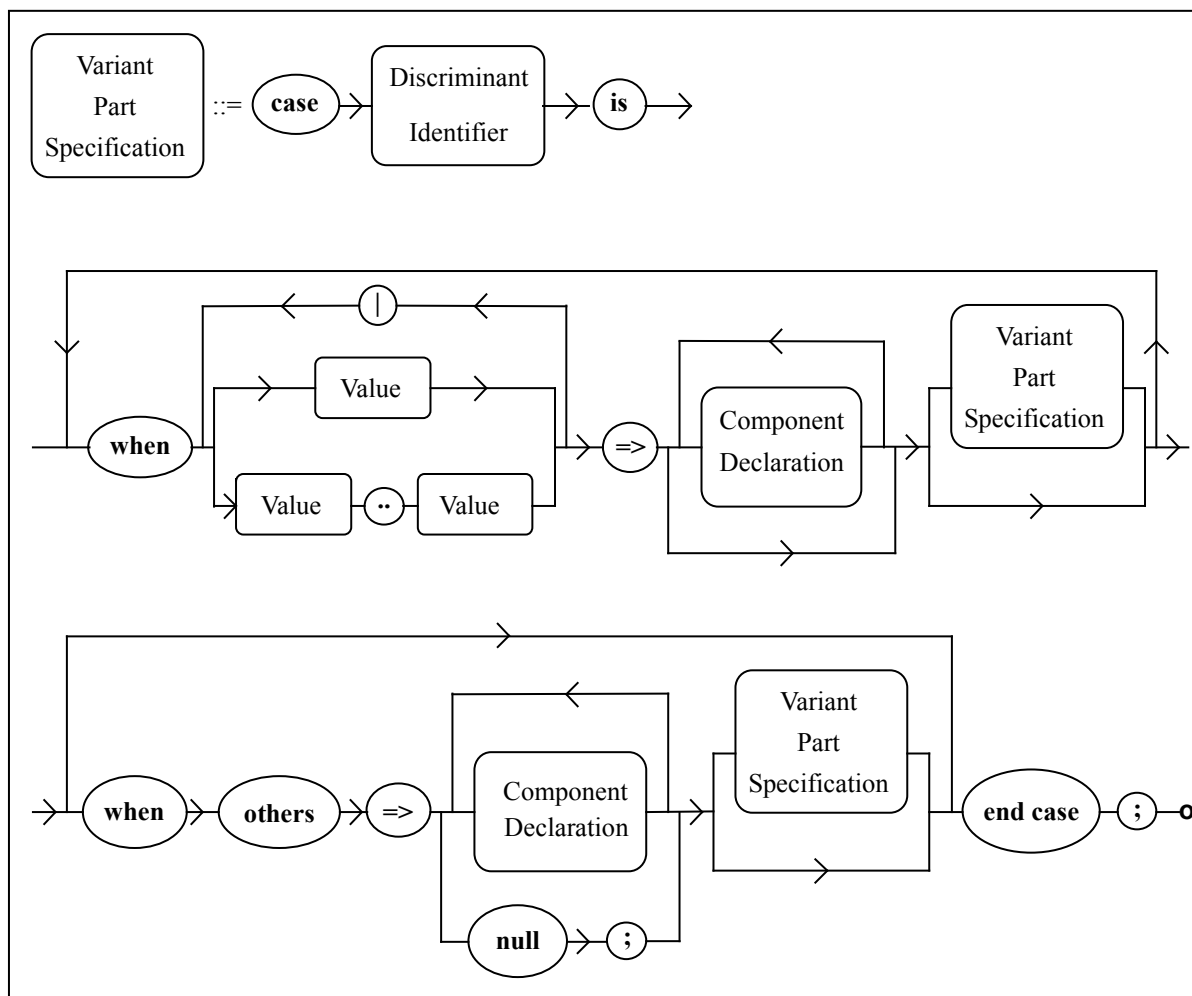 Variant
Part
Specification
::=
case
Discriminant
Identifier
is
|
Value
when
Value
..
Value
=>
Component
Declaration
Variant
Part
Specification
when
others
=>
Component
Declaration
null
;
Variant
Part
Specification
end case
;